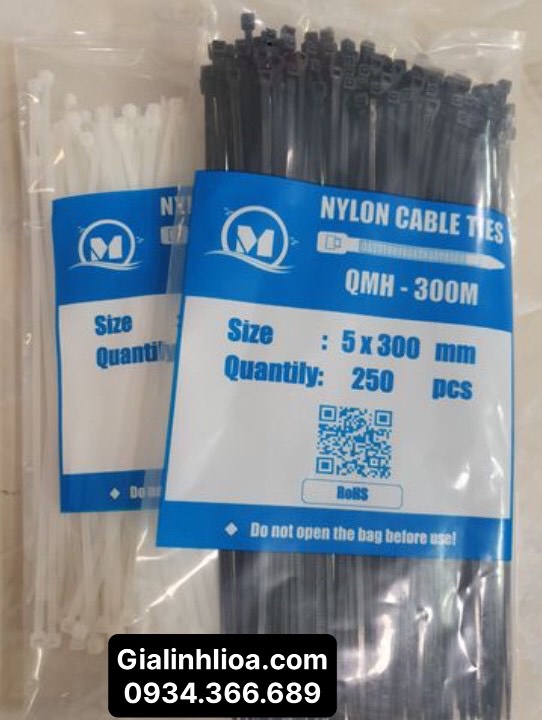 NYLON CABLE TIES
QMH - 300M
Size : 5 x 300 mm
Quantily: 250 pcs
RoHS
Do not open the bag before use!
M
Size
Gialinhlioa.com
0934.366.689